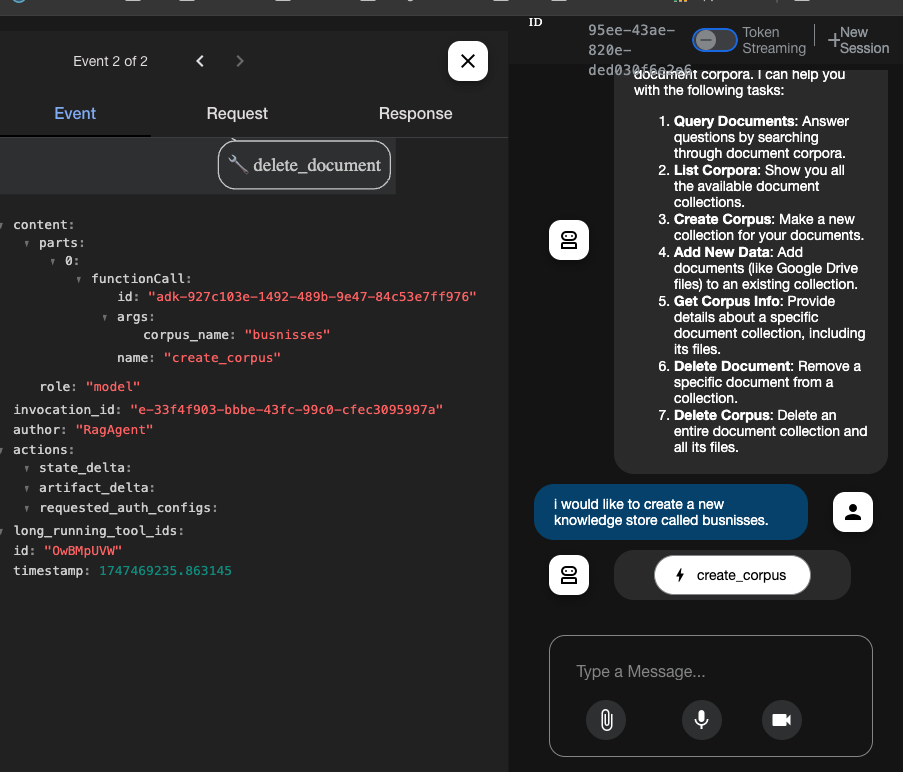 Event 2 of 2
Event
Request
Response
delete_document
content:
parts:
0:
functionCall:
id: "adk-927c103e-1492-489b-9e47-84c53e7ff976"
args:
corpus_name: "busnisses"
name: "create_corpus"
role: "model"
invocation_id: "e-33f4f903-bbbe-43fc-99c0-cfec3095997a"
author: "RagAgent"
actions:
state_delta:
artifact_delta:
requested_auth_configs:
long_running_tool_ids:
id: "OwBMpUVW"
timestamp: 1747469235.863145
ID
95ee-43ae-
820e-
ded030f6e2e6
Token
Streaming
New
Session
document corpora. I can help you
with the following tasks:
1. Query Documents: Answer
questions by searching
through document corpora.
2. List Corpora: Show you all
the available document
collections.
3. Create Corpus: Make a new
collection for your documents.
4. Add New Data: Add
documents (like Google Drive
files) to an existing collection.
5. Get Corpus Info: Provide
details about a specific
document collection, including
its files.
6. Delete Document: Remove a
specific document from a
collection.
7. Delete Corpus: Delete an
entire document collection and
all its files.
i would like to create a new
knowledge store called busnisses.
create_corpus
Type a Message...